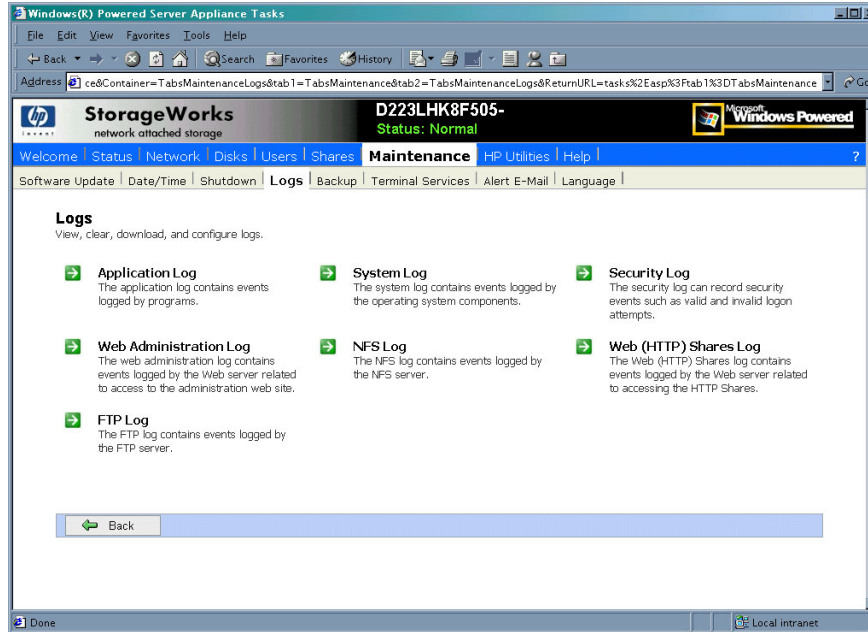 Windows(R) Powered Server Appliance Tasks
File Edit View Favorites Tools Help
Back Search Favorites History
Address ce&Container=TabsMaintenanceLogs&tab1=TabsMaintenance&tab2=TabsMaintenanceLogs&ReturnURL=tasks%2Easp%3Ftab1%3DTabsMaintenance Go
hp
invent
StorageWorks
network attached storage
D223LHK8F505-
Status: Normal
Microsoft
Windows Powered
Welcome Status Network Disks Users Shares Maintenance HP Utilities Help ?
Software Update Date/Time Shutdown Logs Backup Terminal Services Alert E-Mail Language
Logs
View, clear, download, and configure logs.
Application Log
The application log contains events
logged by programs.
System Log
The system log contains events logged by
the operating system components.
Security Log
The security log can record security
events such as valid and invalid logon
attempts.
Web Administration Log
The web administration log contains
events logged by the Web server related
to access to the administration web site.
NFS Log
The NFS log contains events logged by
the NFS server.
Web (HTTP) Shares Log
The Web (HTTP) Shares log contains
events logged by the Web server related
to accessing the HTTP Shares.
FTP Log
The FTP log contains events logged by
the FTP server.
Back
Done
Local intranet